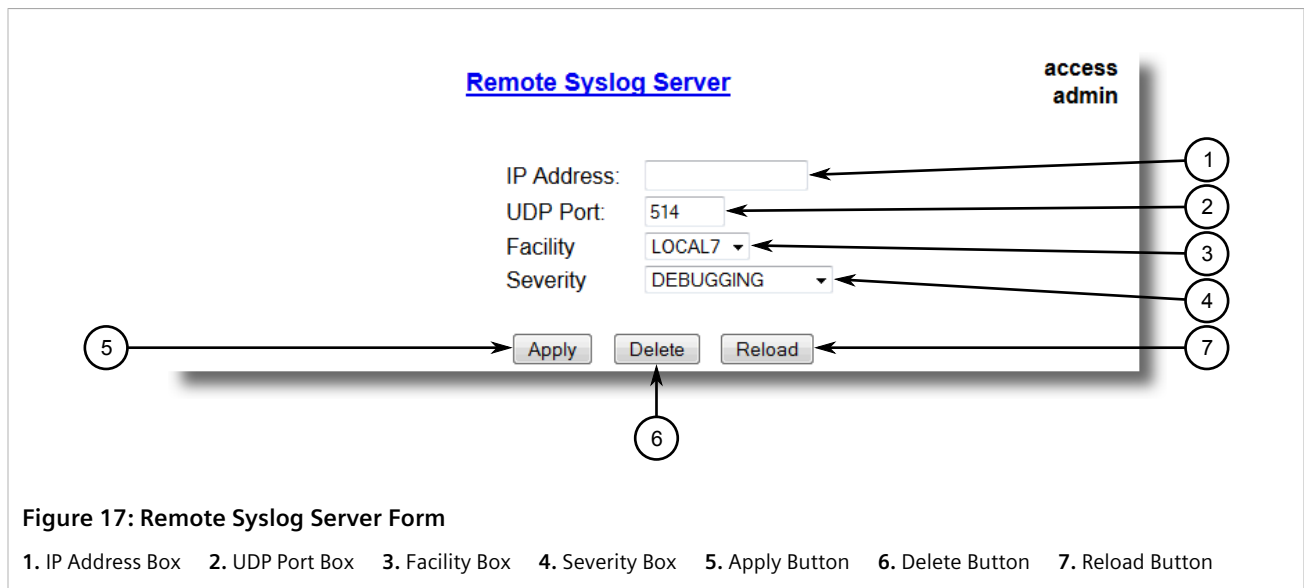 Remote Syslog Server
access
admin
IP Address:
1
UDP Port: 514
2
Facility LOCAL7
3
Severity DEBUGGING
4
5
Apply Delete Reload
7
6
Figure 17: Remote Syslog Server Form
1. IP Address Box 2. UDP Port Box 3. Facility Box 4. Severity Box 5. Apply Button 6. Delete Button 7. Reload Button